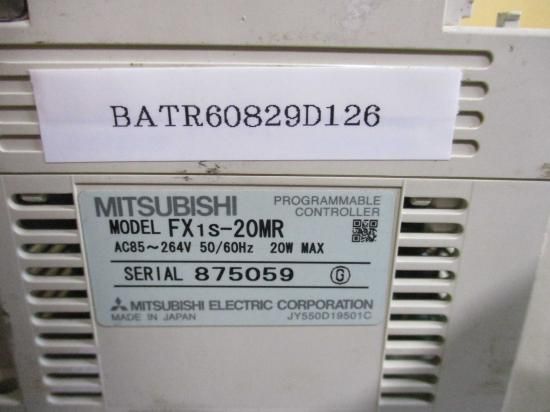 BATR60829D126
MITSUBISHI PROGRAMMABLE CONTROLLER
MODEL FX1S-20MR
AC85~264V 50/60Hz 20W MAX
SERIAL 875059 G
MITSUBISHI ELECTRIC CORPORATION
MADE IN JAPAN JY550D19501C